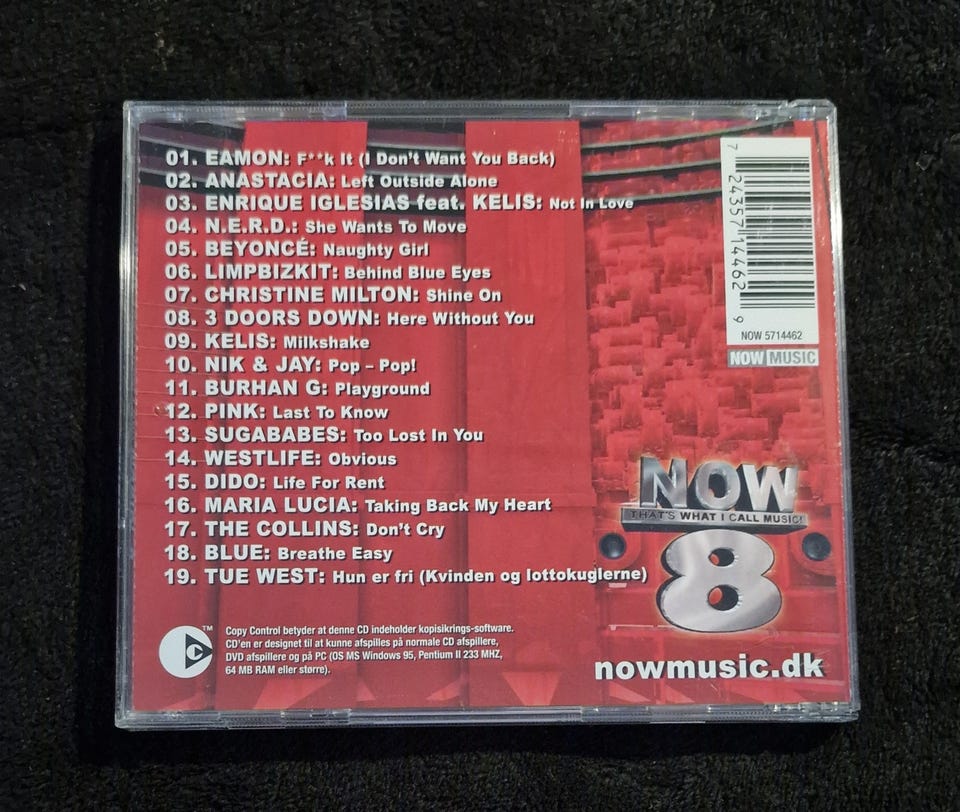 01. EAMON: F**k It (I Don't Want You Back)
02. ANASTACIA: Left Outside Alone
03. ENRIQUE IGLESIAS feat. KELIS: Not In Love
04. N.E.R.D.: She Wants To Move
05. BEYONCÉ: Naughty Girl
06. LIMPBIZKIT: Behind Blue Eyes
07. CHRISTINE MILTON: Shine On
08. 3 DOORS DOWN: Here Without You
09. KELIS: Milkshake
10. NIK & JAY: Pop – Pop!
11. BURHAN G: Playground
12. PINK: Last To Know
13. SUGABABES: Too Lost In You
14. WESTLIFE: Obvious
15. DIDO: Life For Rent
16. MARIA LUCIA: Taking Back My Heart
17. THE COLLINS: Don't Cry
18. BLUE: Breathe Easy
19. TUE WEST: Hun er fri (Kvinden og lottokuglerne)
7 24357 14462 9
NOW 5714462
NOW MUSIC
NOW
THAT'S WHAT I CALL MUSIC!
8
nowmusic.dk
C
TM
Copy Control betyder at denne CD indeholder kopisikrings-software.
CD'en er designet til at kunne afspilles på normale CD afspillere,
DVD afspillere og på PC (OS MS Windows 95, Pentium II 233 MHZ,
64 MB RAM eller større).